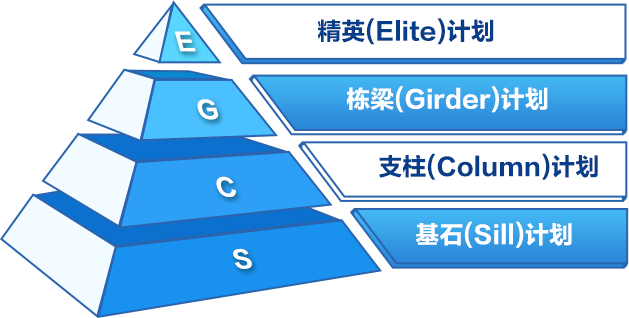 E
精英(Elite)计划
G
栋梁(Girder)计划
C
支柱(Column)计划
S
基石(Sill)计划